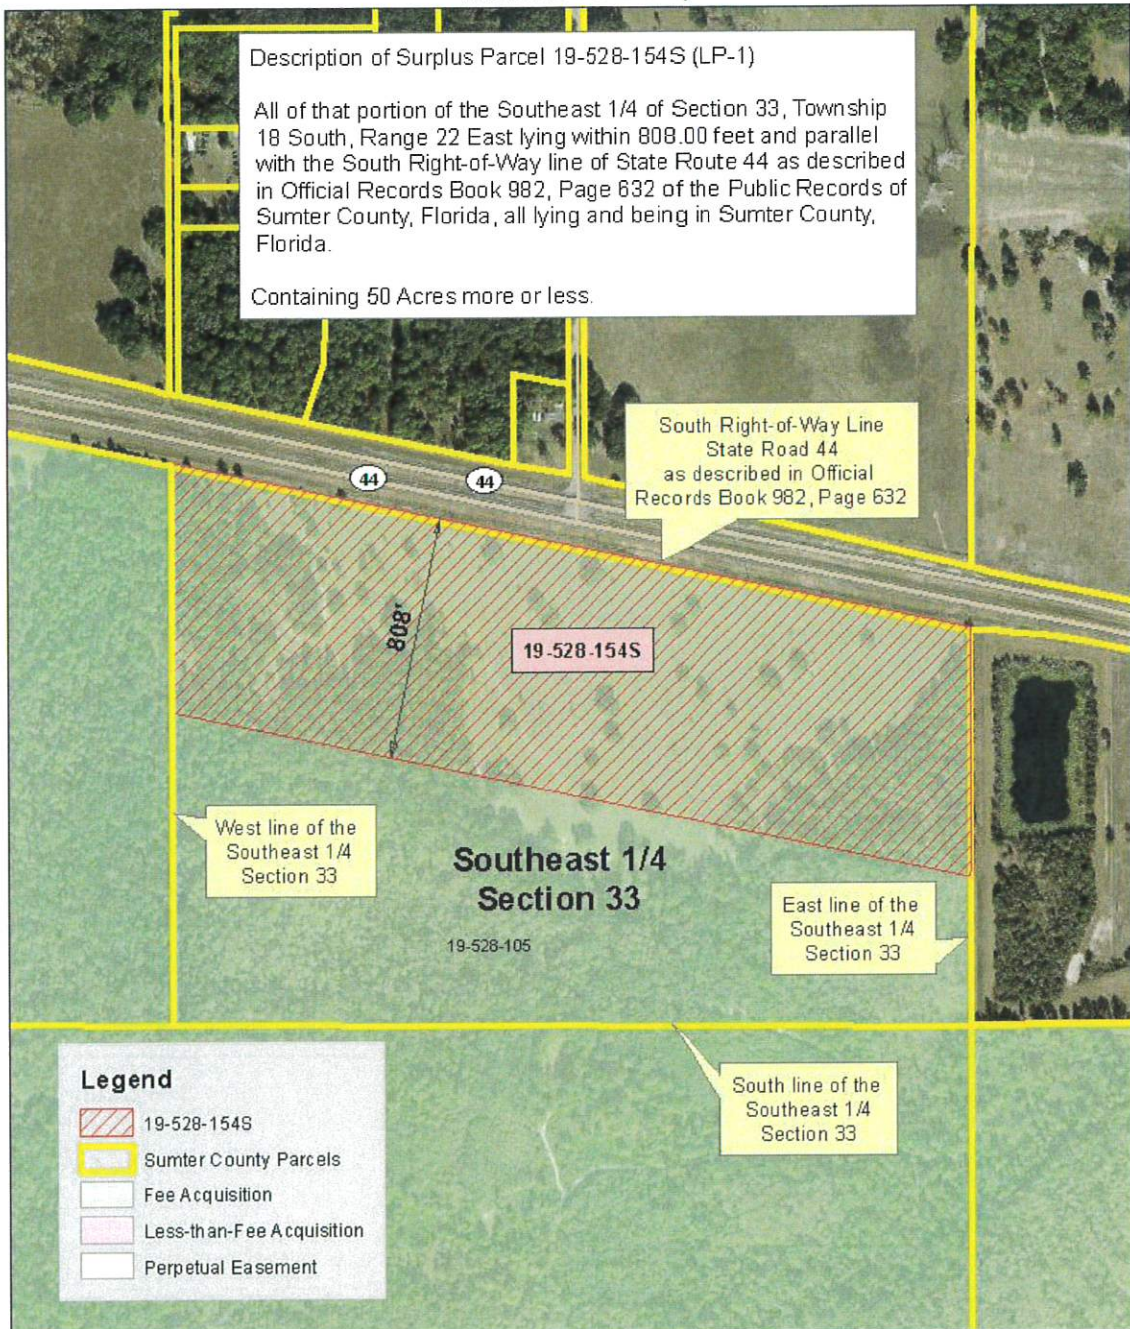 Description of Surplus Parcel 19-528-154S (LP-1)
All of that portion of the Southeast 1/4 of Section 33, Township
18 South, Range 22 East lying within 808.00 feet and parallel
with the South Right-of-Way line of State Route 44 as described
in Official Records Book 982, Page 632 of the Public Records of
Sumter County, Florida, all lying and being in Sumter County,
Florida.
Containing 50 Acres more or less.
South Right-of-Way Line
State Road 44
as described in Official
Records Book 982, Page 632
44
44
808'
19-528-154S
West line of the
Southeast 1/4
Section 33
Southeast 1/4
Section 33
19-528-105
East line of the
Southeast 1/4
Section 33
South line of the
Southeast 1/4
Section 33
Legend
19-528-154S
Sumter County Parcels
Fee Acquisition
Less-than-Fee Acquisition
Perpetual Easement